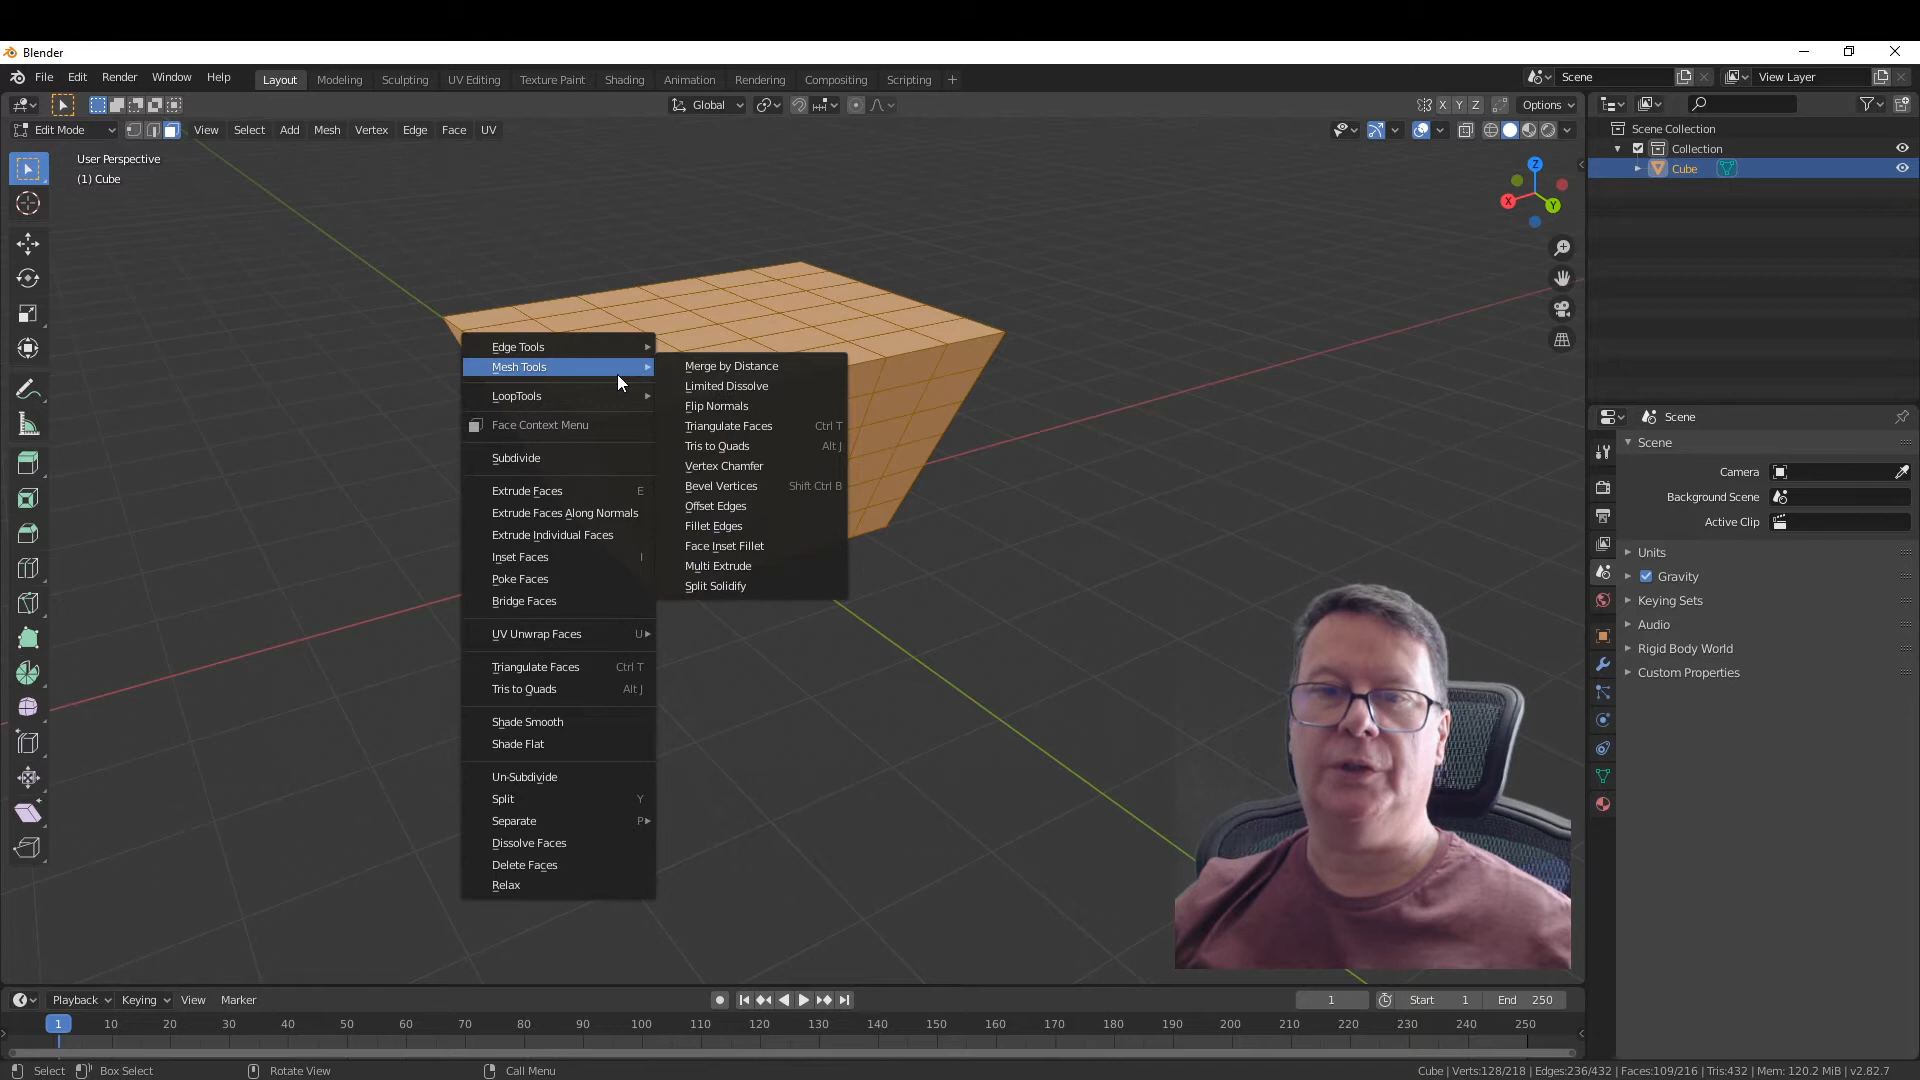 Blender
File Edit Render Window Help Layout Modeling Sculpting UV Editing Texture Paint Shading Animation Rendering Compositing Scripting + Scene View Layer
Global X Y Z Options
Edit Mode View Select Add Mesh Vertex Edge Face UV
Scene Collection
Collection
Cube
User Perspective
(1) Cube
Z
X
Y
Edge Tools
Mesh Tools
LoopTools
Face Context Menu
Subdivide
Extrude Faces E
Extrude Faces Along Normals
Extrude Individual Faces
Inset Faces I
Poke Faces
Bridge Faces
UV Unwrap Faces U
Triangulate Faces Ctrl T
Tris to Quads Alt J
Shade Smooth
Shade Flat
Un-Subdivide
Split Y
Separate P
Dissolve Faces
Delete Faces
Relax
Merge by Distance
Limited Dissolve
Flip Normals
Triangulate Faces Ctrl T
Tris to Quads Alt J
Vertex Chamfer
Bevel Vertices Shift Ctrl B
Offset Edges
Fillet Edges
Face Inset Fillet
Multi Extrude
Split Solidify
Scene
Scene
Camera
Background Scene
Active Clip
Units
Gravity
Keying Sets
Audio
Rigid Body World
Custom Properties
Playback Keying View Marker 1 Start 1 End 250
1 10 20 30 40 50 60 70 80 90 100 110 120 130 140 150 160 170 180 190 200 210 220 230 240 250
Select Box Select Rotate View Call Menu Cube | Verts:128/218 | Edges:236/432 | Faces:109/216 | Tris:432 | Mem: 120.2 MiB | v2.82.7